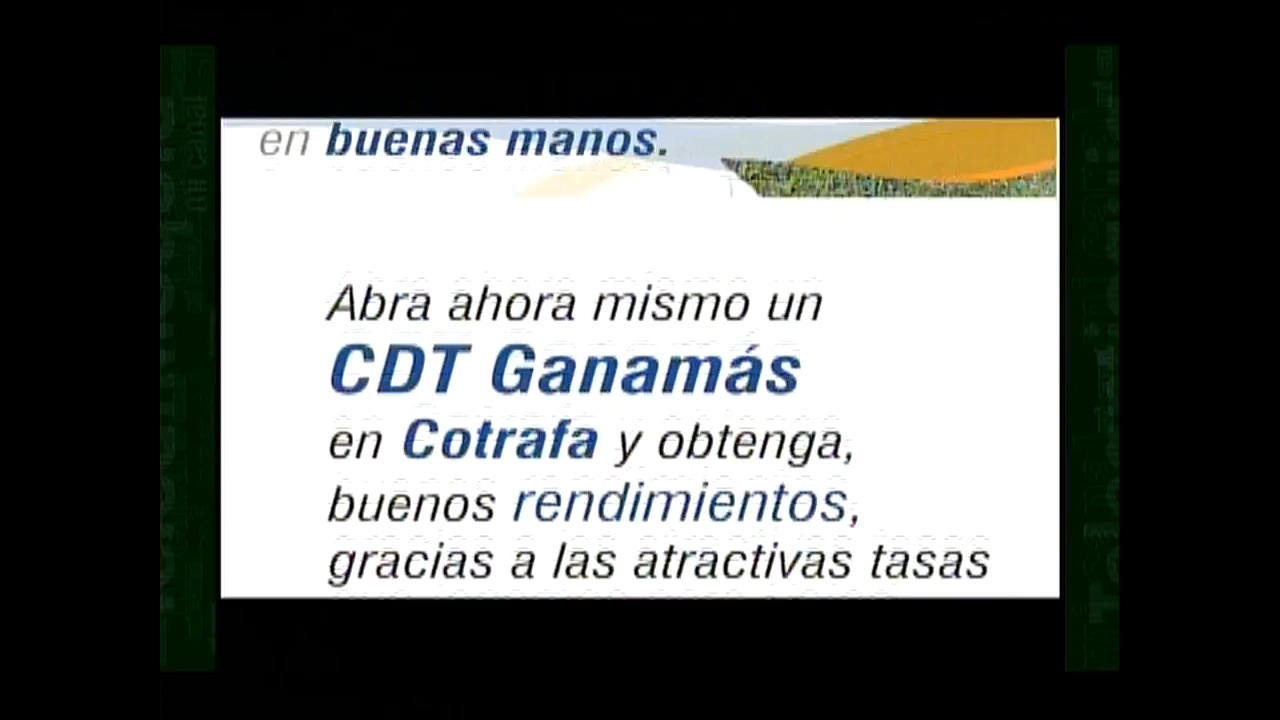 en buenas manos.
Abra ahora mismo un
CDT Ganamás
en Cotrafa y obtenga,
buenos rendimientos,
gracias a las atractivas tasas